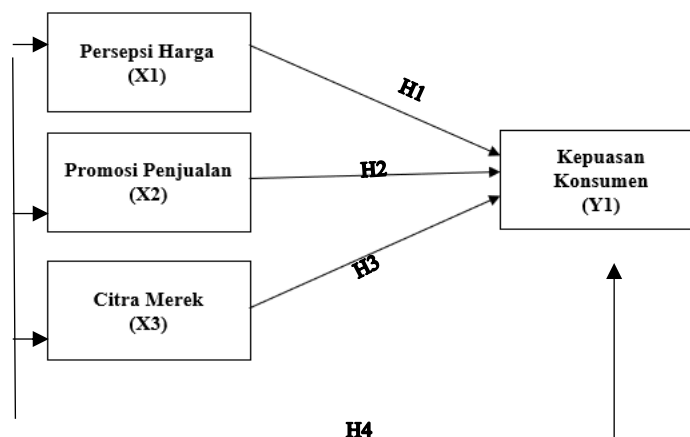 Persepsi Harga
(X1)
H1
Promosi Penjualan
(X2)
H2
Kepuasan
Konsumen
(Y1)
H3
Citra Merek
(X3)
H4